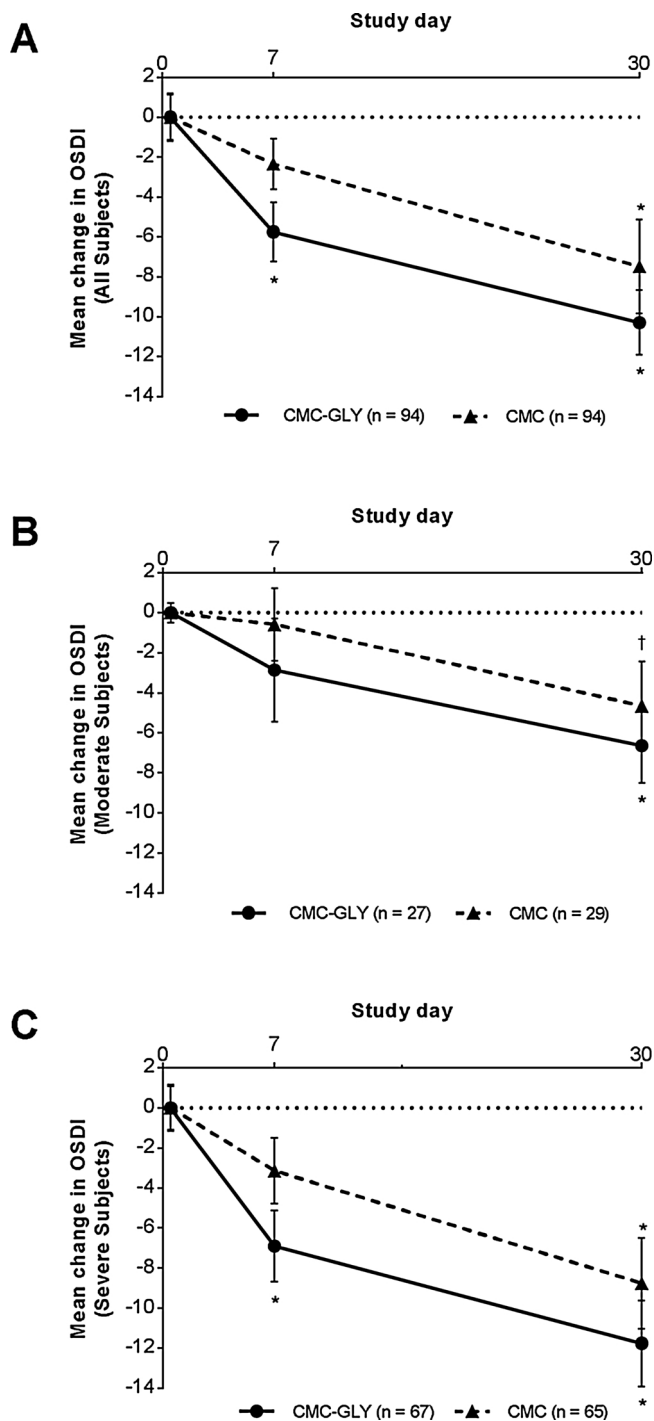 A
Study day
0 7 30
2
0
-2
-4
-6
-8
-10
-12
-14
Mean change in OSDI
(All Subjects)
*
*
*
CMC-GLY (n = 94) CMC (n = 94)
B
Study day
0 7 30
2
0
-2
-4
-6
-8
-10
-12
-14
Mean change in OSDI
(Moderate Subjects)
†
*
CMC-GLY (n = 27) CMC (n = 29)
C
Study day
0 7 30
2
0
-2
-4
-6
-8
-10
-12
-14
Mean change in OSDI
(Severe Subjects)
*
*
*
CMC-GLY (n = 67) CMC (n = 65)